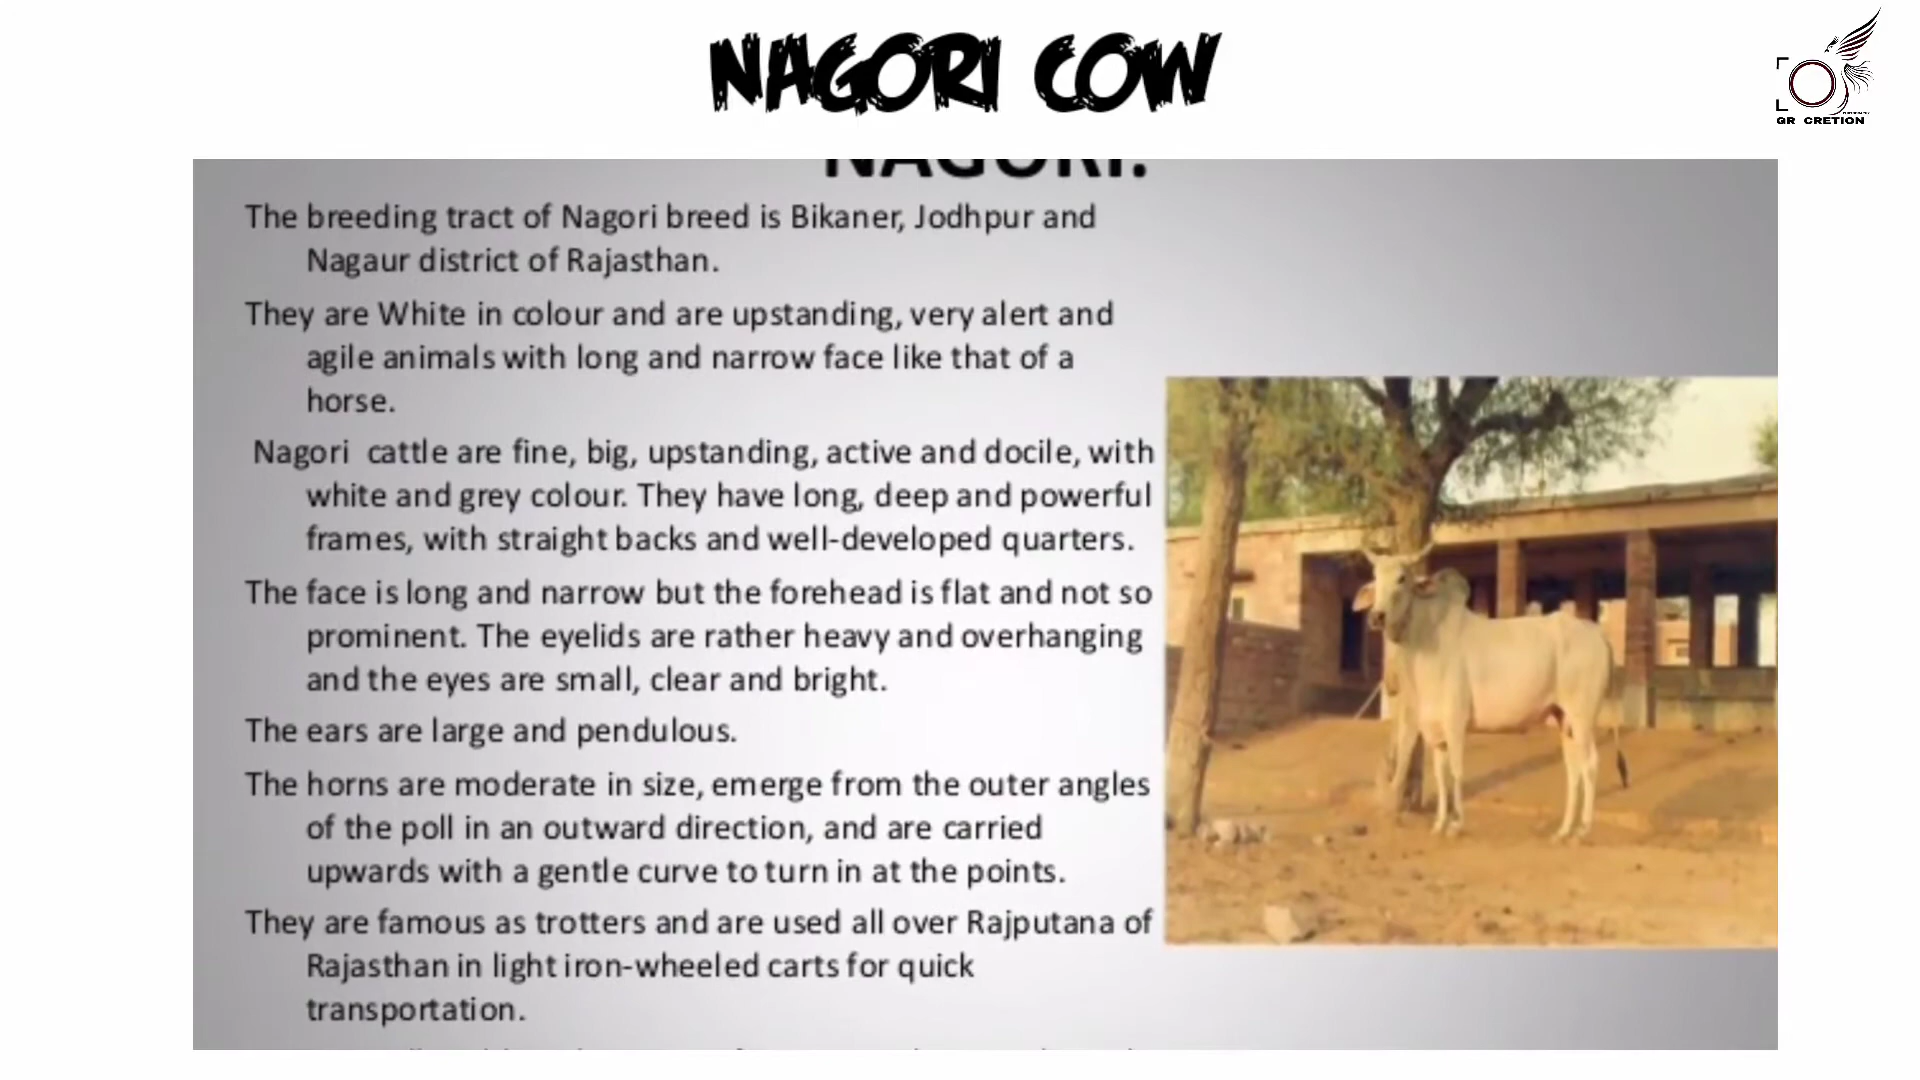 NAGORI COW
GR CRETION
NAGORI:
The breeding tract of Nagori breed is Bikaner, Jodhpur and
Nagaur district of Rajasthan.
They are White in colour and are upstanding, very alert and
agile animals with long and narrow face like that of a
horse.
Nagori cattle are fine, big, upstanding, active and docile, with
white and grey colour. They have long, deep and powerful
frames, with straight backs and well-developed quarters.
The face is long and narrow but the forehead is flat and not so
prominent. The eyelids are rather heavy and overhanging
and the eyes are small, clear and bright.
The ears are large and pendulous.
The horns are moderate in size, emerge from the outer angles
of the poll in an outward direction, and are carried
upwards with a gentle curve to turn in at the points.
They are famous as trotters and are used all over Rajputana of
Rajasthan in light iron-wheeled carts for quick
transportation.